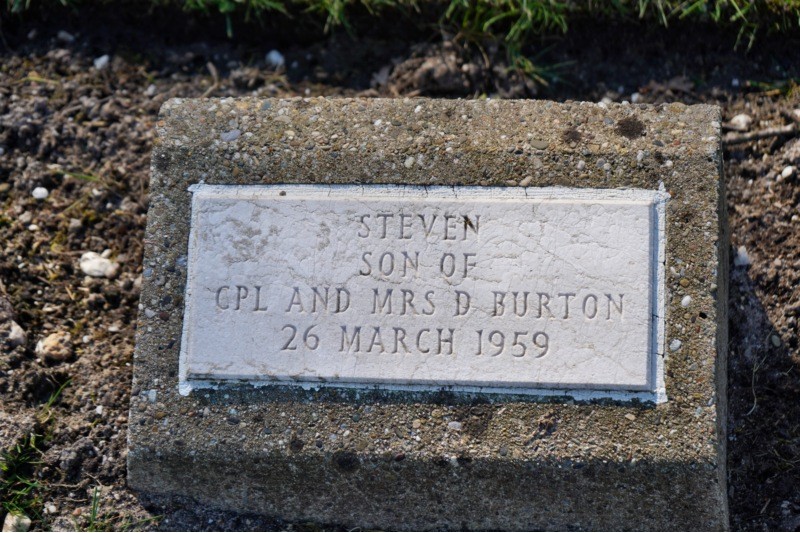 STEVEN
SON OF
CPL AND MRS D BURTON
26 MARCH 1959